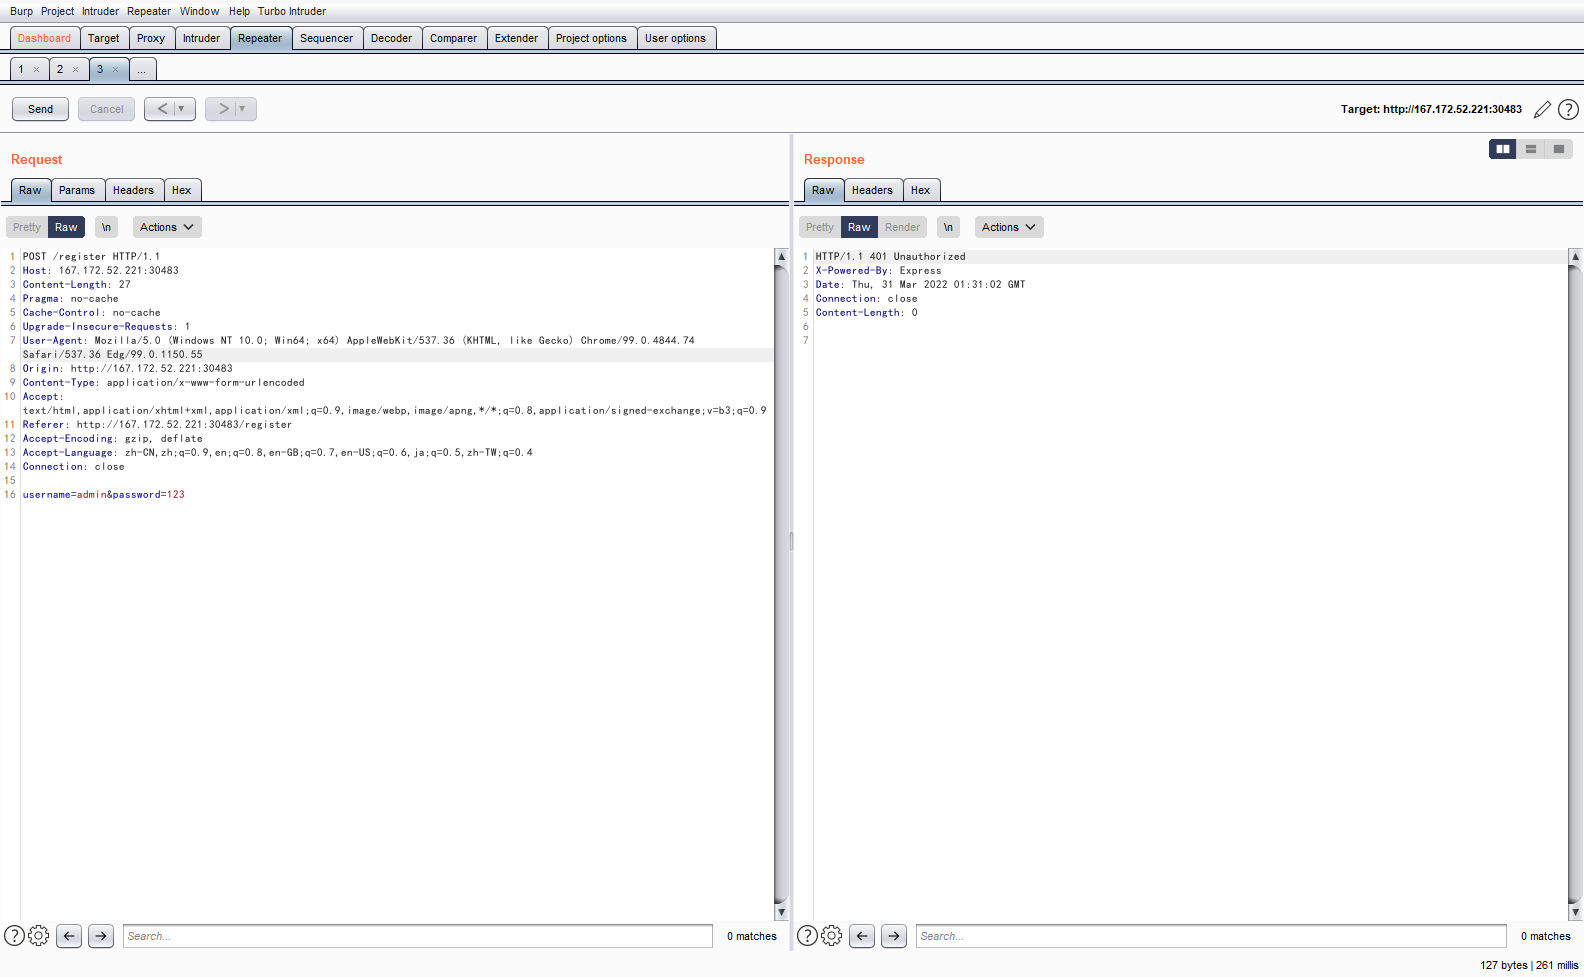 Burp Project Intruder Repeater Window Help Turbo Intruder
Dashboard Target Proxy Intruder Repeater Sequencer Decoder Comparer Extender Project options User options
1 × 2 × 3 × ...
Send Cancel < > Target: http://167.172.52.221:30483 ?
Request
Raw Params Headers Hex
Pretty Raw \n Actions
1 POST /register HTTP/1.1
2 Host: 167.172.52.221:30483
3 Content-Length: 27
4 Pragma: no-cache
5 Cache-Control: no-cache
6 Upgrade-Insecure-Requests: 1
7 User-Agent: Mozilla/5.0 (Windows NT 10.0; Win64; x64) AppleWebKit/537.36 (KHTML, like Gecko) Chrome/99.0.4844.74
Safari/537.36 Edg/99.0.1150.55
8 Origin: http://167.172.52.221:30483
9 Content-Type: application/x-www-form-urlencoded
10 Accept:
text/html,application/xhtml+xml,application/xml;q=0.9,image/webp,image/apng,*/*;q=0.8,application/signed-exchange;v=b3;q=0.9
11 Referer: http://167.172.52.221:30483/register
12 Accept-Encoding: gzip, deflate
13 Accept-Language: zh-CN,zh;q=0.9,en;q=0.8,en-GB;q=0.7,en-US;q=0.6,ja;q=0.5,zh-TW;q=0.4
14 Connection: close
15
16 username=admin&password=123
? Search... 0 matches
Response
Raw Headers Hex
Pretty Raw Render \n Actions
1 HTTP/1.1 401 Unauthorized
2 X-Powered-By: Express
3 Date: Thu, 31 Mar 2022 01:31:02 GMT
4 Connection: close
5 Content-Length: 0
6
7
? Search... 0 matches
127 bytes | 261 millis